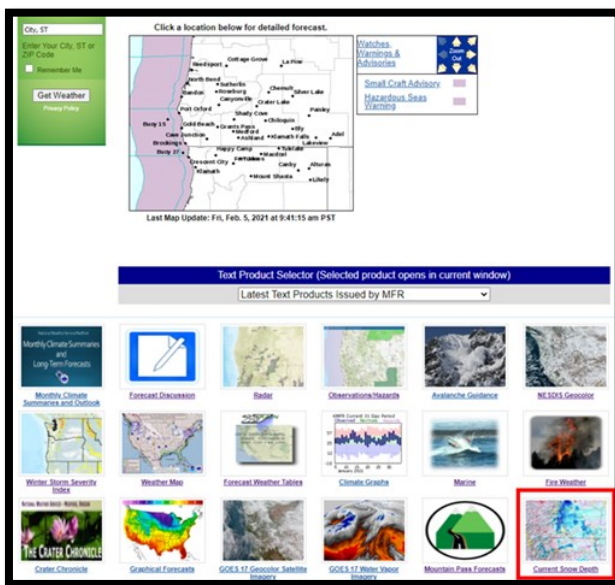 City, ST
Enter Your City, ST or
ZIP Code
Remember Me
Get Weather
Privacy Policy
Click a location below for detailed forecast.
Cottage Grove
La Pine
Reedsport
North Bend
Sutherlin
Chemult
Bandon
Roseburg
Silver Lake
Canyonville
Crater Lake
Port Orford
Paisley
Shady Cove
Chiloquin
Buoy 15
Gold Beach
Grants Pass
Bly
Medford
Cave Junction
Ashland
Klamath Falls
Adel
Brookings
Lakeview
Buoy 27
Happy Camp
Tulelake
Macdoel
Crescent City
Canby
Alturas
Klamath
Mount Shasta
Likely
Last Map Update: Fri, Feb. 5, 2021 at 9:41:15 am PST
Watches,
Warnings &
Advisories
Zoom
Out
Small Craft Advisory
Hazardous Seas
Warning
Text Product Selector (Selected product opens in current window)
Latest Text Products Issued by MFR
Monthly Climate Summaries
and
Long-Term Forecasts
Monthly Climate
Summaries and Outlook
Forecast Discussion
Radar
Observations/Hazards
Avalanche Guidance
NESDIS Geocolor
Winter Storm Severity
Index
Weather Map
Forecast Weather Tables
Climate Graphs
Marine
Fire Weather
THE CRATER CHRONICLE
Crater Chronicle
Graphical Forecasts
GOES 17 Geocolor Satellite
Imagery
GOES 17 Water Vapor
Imagery
Mountain Pass Forecasts
Current Snow Depth